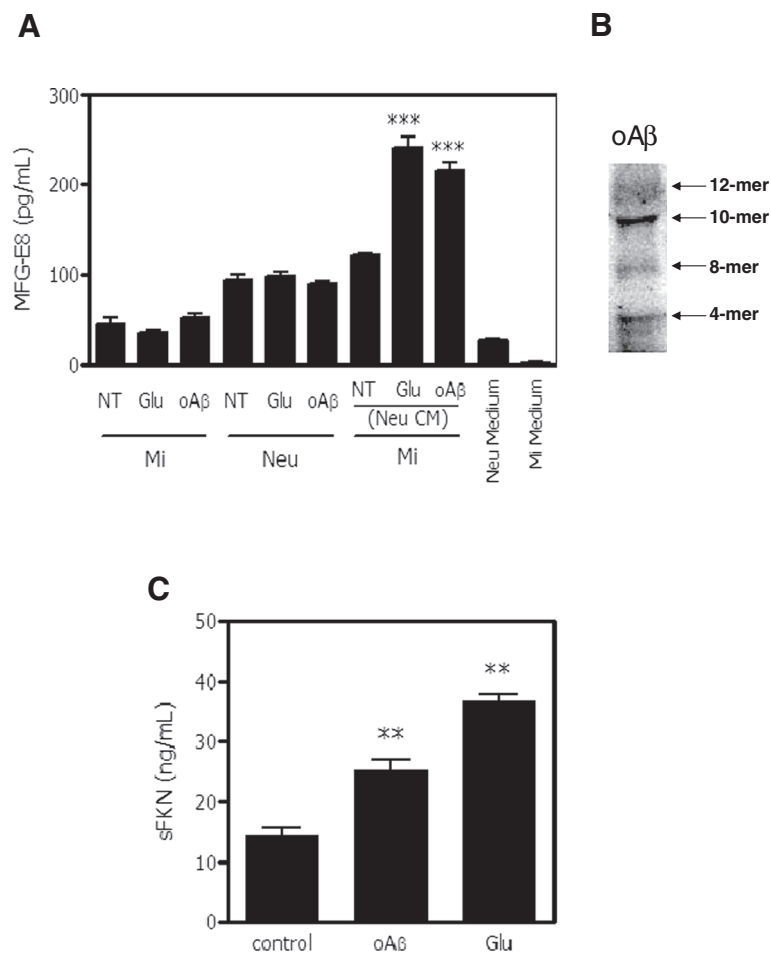 A
B
MFG-E8 (pg/mL)
300
200
100
0
***
***
NT Glu oAβ NT Glu oAβ NT Glu oAβ
(Neu CM)
Mi Neu Mi
Neu Medium
Mi Medium
oAβ
12-mer
10-mer
8-mer
4-mer
C
sFKN (ng/mL)
50
40
30
20
10
0
**
**
control oAβ Glu